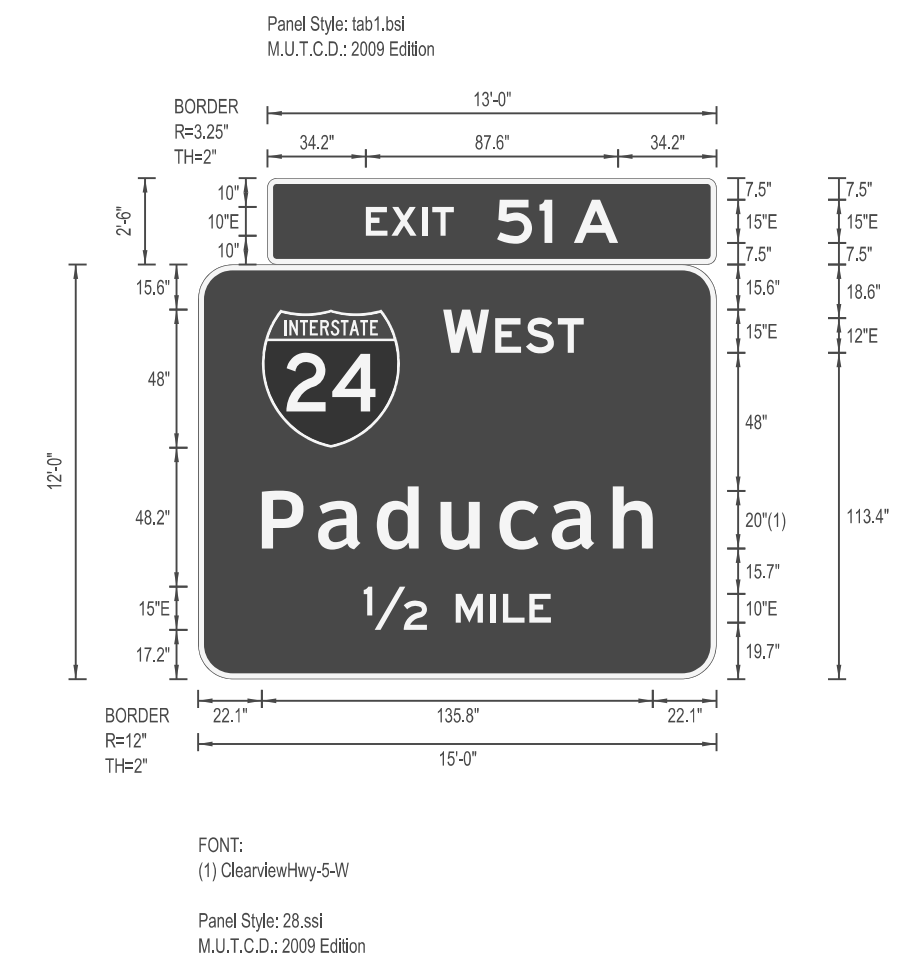 Panel Style: tab1.bsi
M.U.T.C.D.: 2009 Edition
BORDER
R=3.25"
TH=2"
13'-0"
34.2" 87.6" 34.2"
2'-6"
10"
10"E
10"
EXIT 51 A
7.5"
15"E
7.5"
7.5"
15"E
7.5"
12'-0"
15.6"
48"
48.2"
15"E
17.2"
INTERSTATE
24
WEST
Paducah
1/2 MILE
15.6"
15"E
48"
20"(1)
15.7"
10"E
19.7"
18.6"
12"E
113.4"
BORDER
R=12"
TH=2"
22.1" 135.8" 22.1"
15'-0"
FONT:
(1) ClearviewHwy-5-W
Panel Style: 28.ssi
M.U.T.C.D.: 2009 Edition